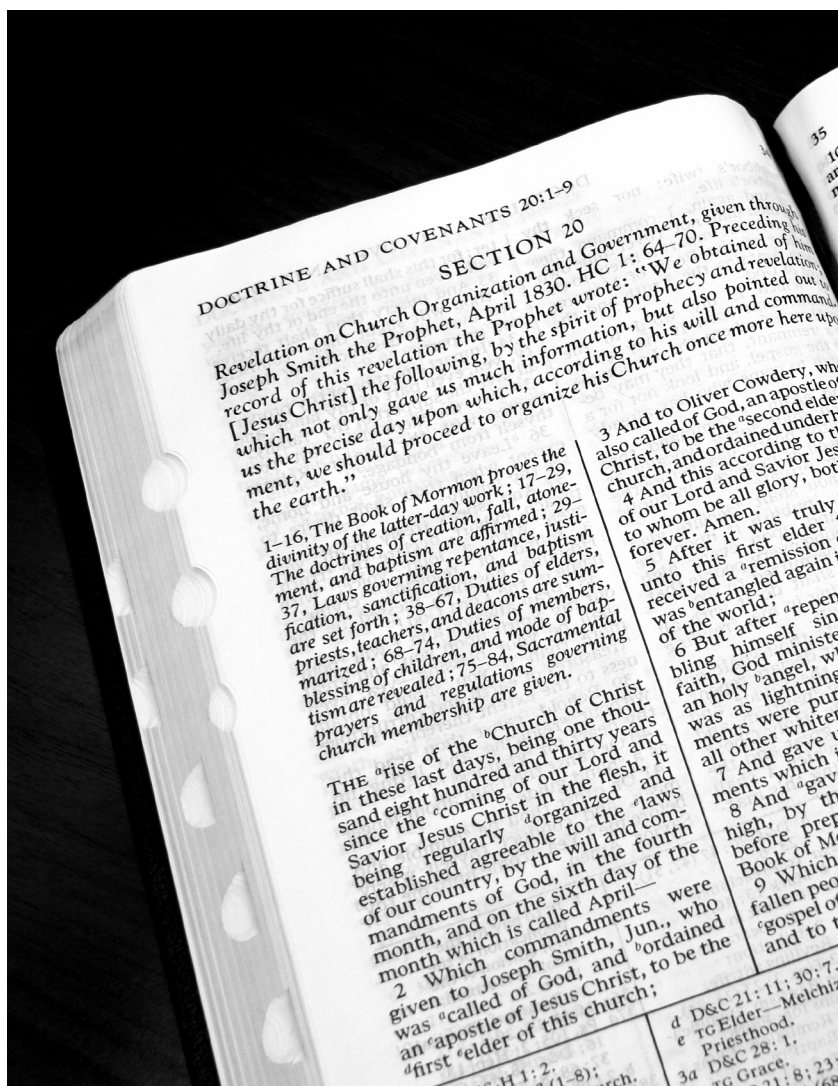 DOCTRINE AND COVENANTS 20:1–9
SECTION 20
Revelation on Church Organization and Government, given through
Joseph Smith the Prophet, April 1830. HC 1: 64–70. Preceding his
record of this revelation the Prophet wrote: "We obtained of him
[Jesus Christ] the following, by the spirit of prophecy and revelation;
which not only gave us much information, but also pointed out to
us the precise day upon which, according to his will and command-
ment, we should proceed to organize his Church once more here upon
the earth."
1–16, The Book of Mormon proves the
divinity of the latter-day work; 17–29,
The doctrines of creation, fall, atone-
ment, and baptism are affirmed; 29–
37, Laws governing repentance, justi-
fication, sanctification, and baptism
are set forth; 38–67, Duties of elders,
priests, teachers, and deacons are sum-
marized; 68–74, Duties of members,
blessing of children, and mode of bap-
tism are revealed; 75–84, Sacramental
prayers and regulations governing
church membership are given.
THE a rise of the b Church of Christ
in these last days, being one thou-
sand eight hundred and thirty years
since the c coming of our Lord and
Savior Jesus Christ in the flesh, it
being regularly d organized and
established agreeable to the e laws
of our country, by the will and com-
mandments of God, in the fourth
month, and on the sixth day of the
month which is called April—
2 Which commandments were
given to Joseph Smith, Jun., who
was a called of God, and b ordained
an c apostle of Jesus Christ, to be the
d first e elder of this church;
3 And to Oliver Cowdery, who
also called of God, an apostle of
Christ, to be the a second elder
church, and ordained under h
4 And this according to th
of our Lord and Savior Jes
to whom be all glory, bot
forever. Amen.
5 After it was truly
unto this first elder
received a a remission
was b entangled again
of the world;
6 But after a repen
bling himself sin
faith, God ministe
an holy b angel, wh
was as lightning
ments were pur
all other white
7 And gave u
ments which i
8 And a gav
high, by the
before prep
Book of Mo
9 Which
fallen peo
c gospel of
and to t
H 1: 2.
d D&C 21: 11; 30: 7;
e TG Elder—Melchiz
Priesthood.
D&C 28: 1.
3a
Grace.
8; 23
35